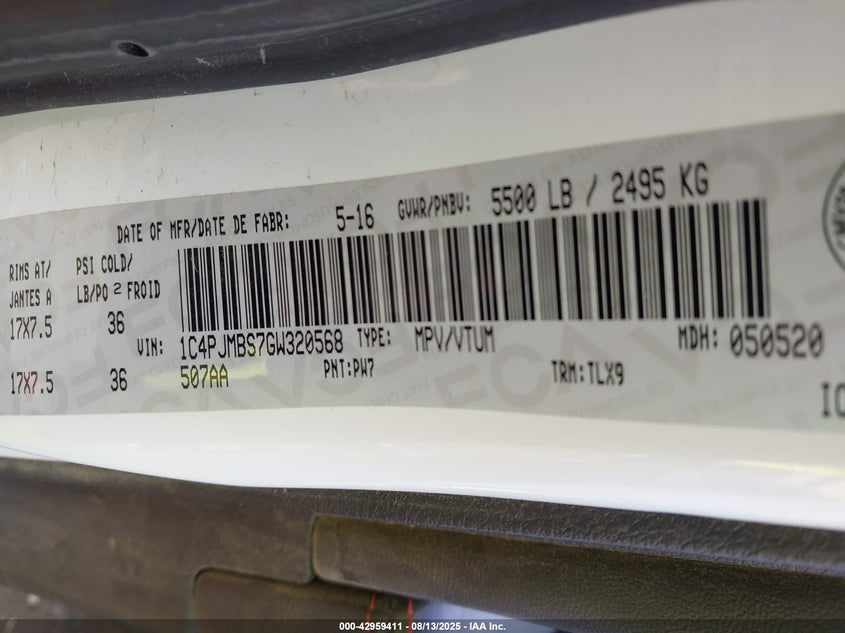 DATE OF MFR/DATE DE FABR: 5-16 GVWR/PNBV: 5500 LB / 2495 KG
RIMS AT/ PSI COLD/
JANTES A LB/PO 2 FROID
17X7.5 36
VIN: 1C4PJMBS7GW320568 TYPE: MPV/VTUM MDH: 050520
17X7.5 36 507AA PNT:PW7 TRM:TLX9
000-42959411 - 08/13/2025 - IAA Inc.